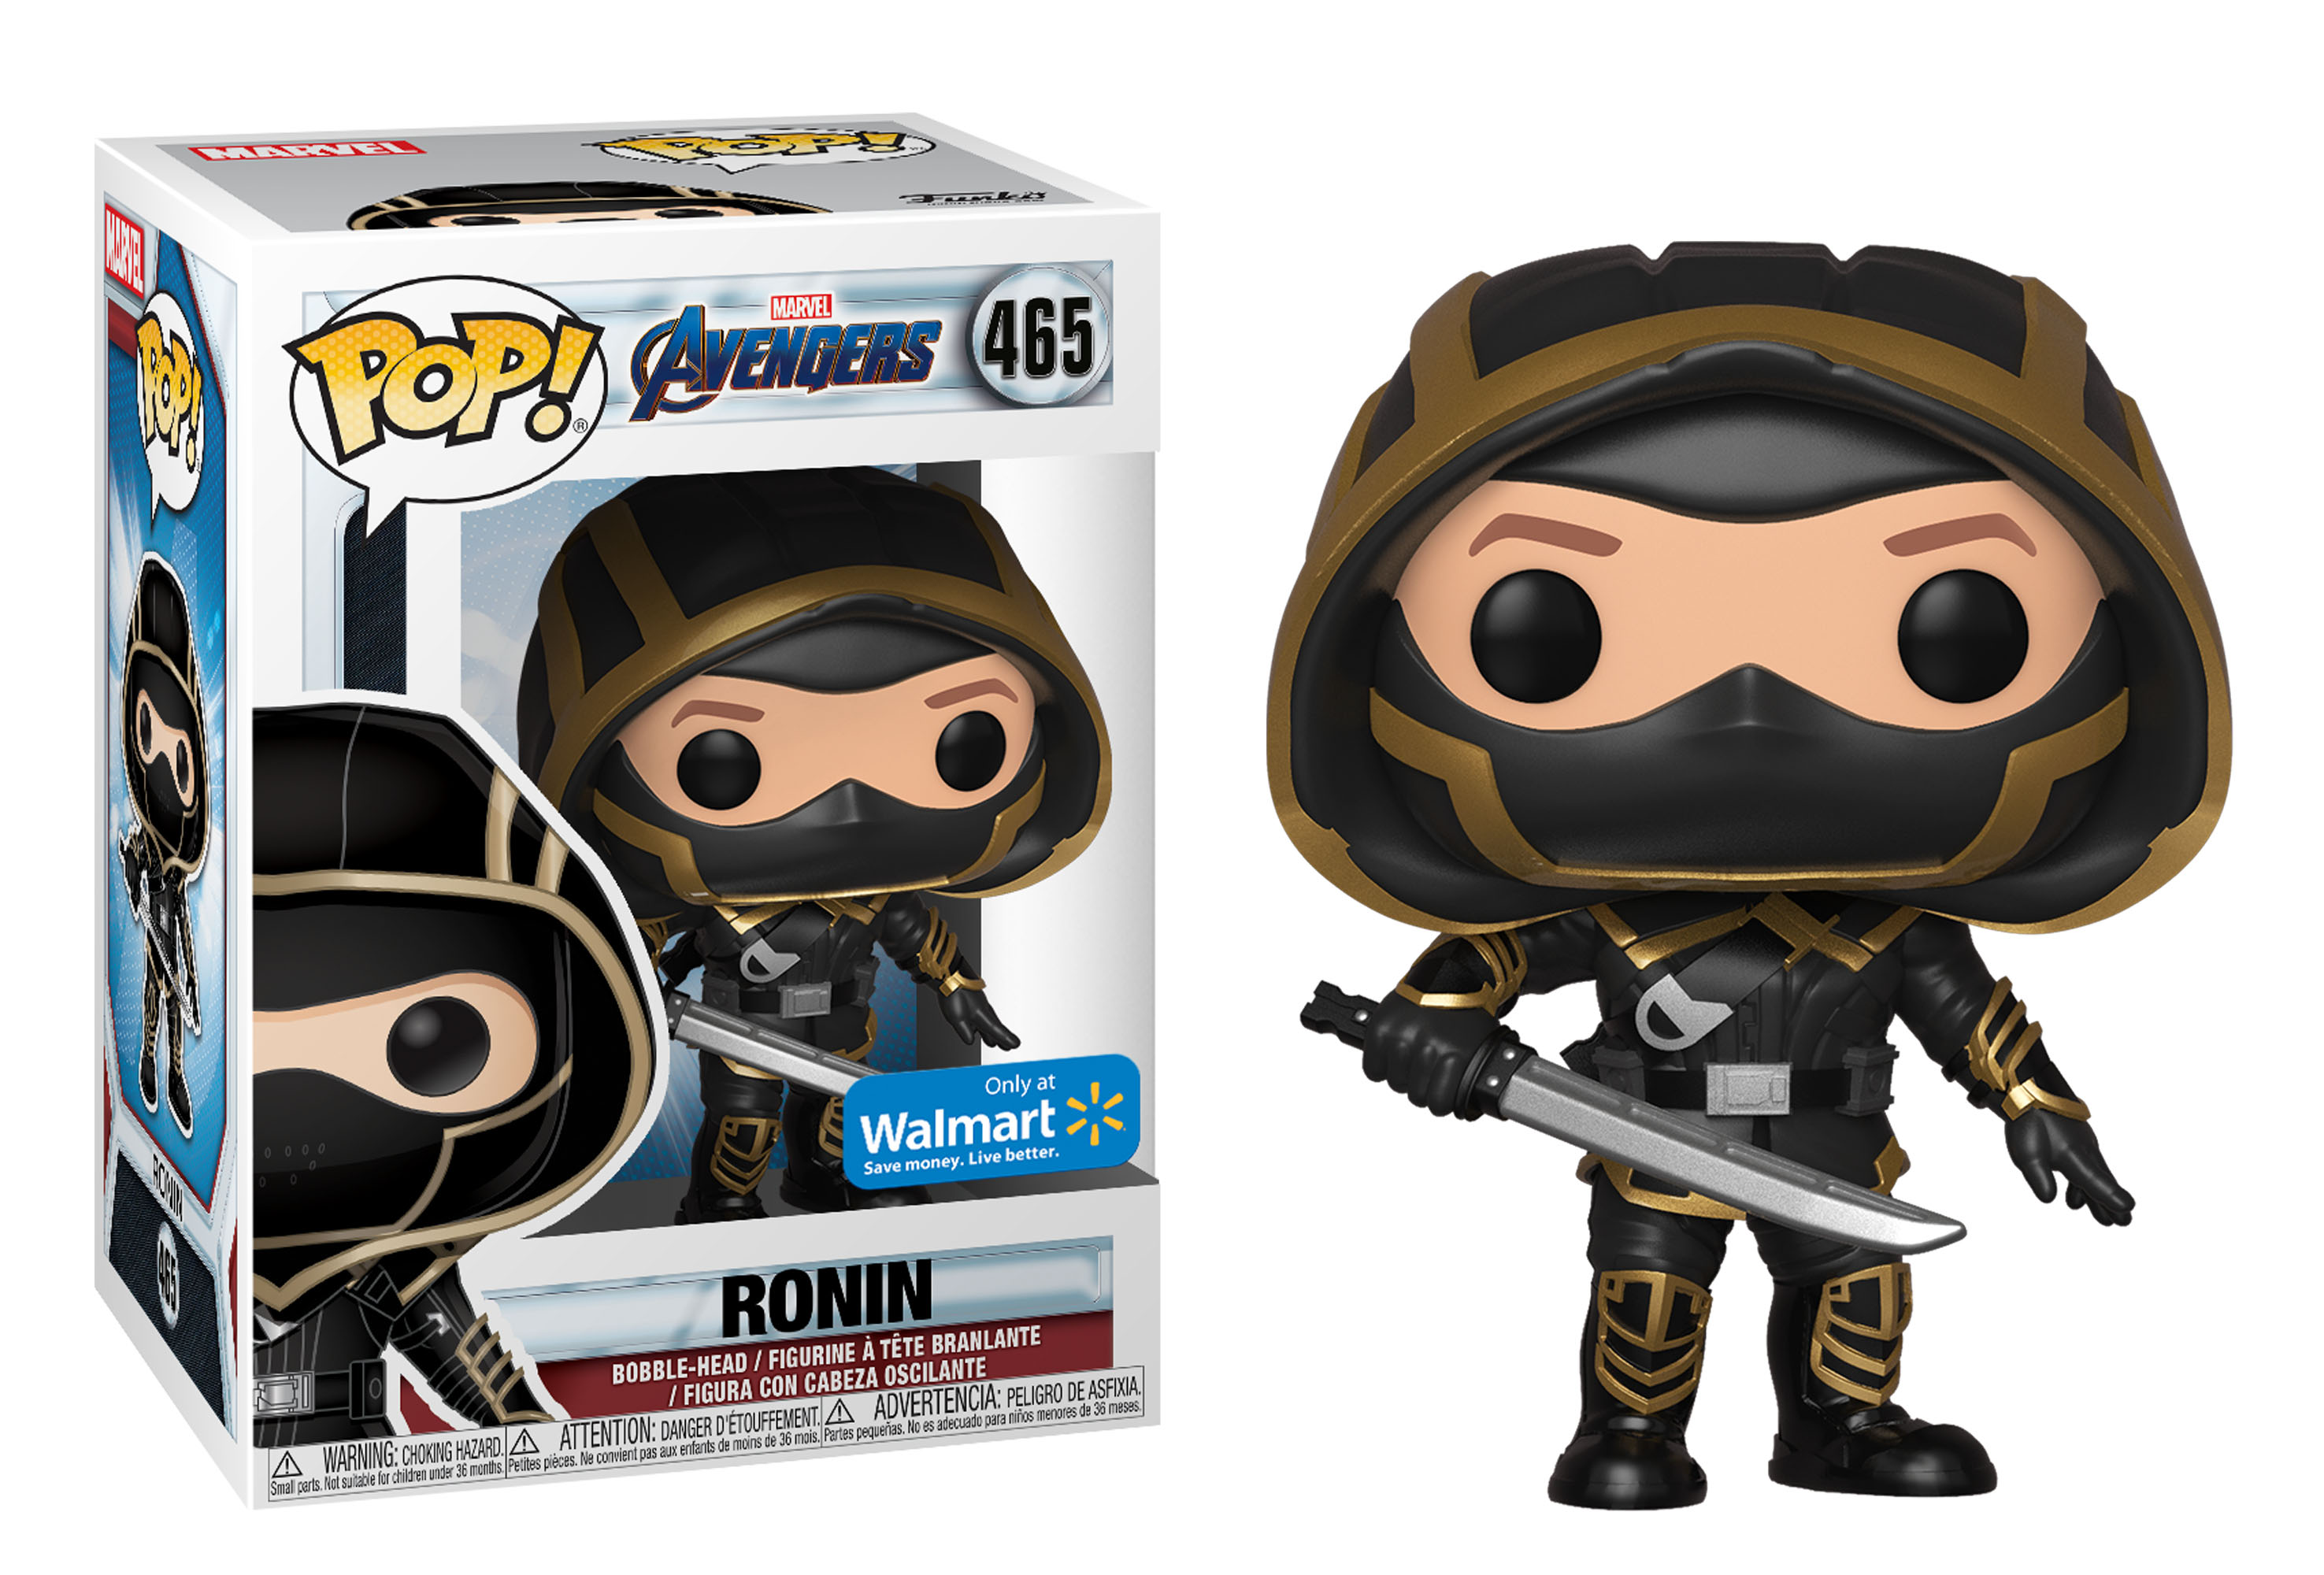 MARVEL
POP!
Funko
MARVEL
POP!
RONIN
465
POP!®
MARVEL
AVENGERS
465
Only at
Walmart
Save money. Live better.
RONIN
BOBBLE-HEAD / FIGURINE À TÊTE BRANLANTE
/ FIGURA CON CABEZA OSCILANTE
WARNING: CHOKING HAZARD.
Small parts. Not suitable for children under 36 months.
ATTENTION: DANGER D'ÉTOUFFEMENT.
Petites pièces. Ne convient pas aux enfants de moins de 36 mois.
ADVERTENCIA: PELIGRO DE ASFIXIA.
Partes pequeñas. No es adecuado para niños menores de 36 meses.